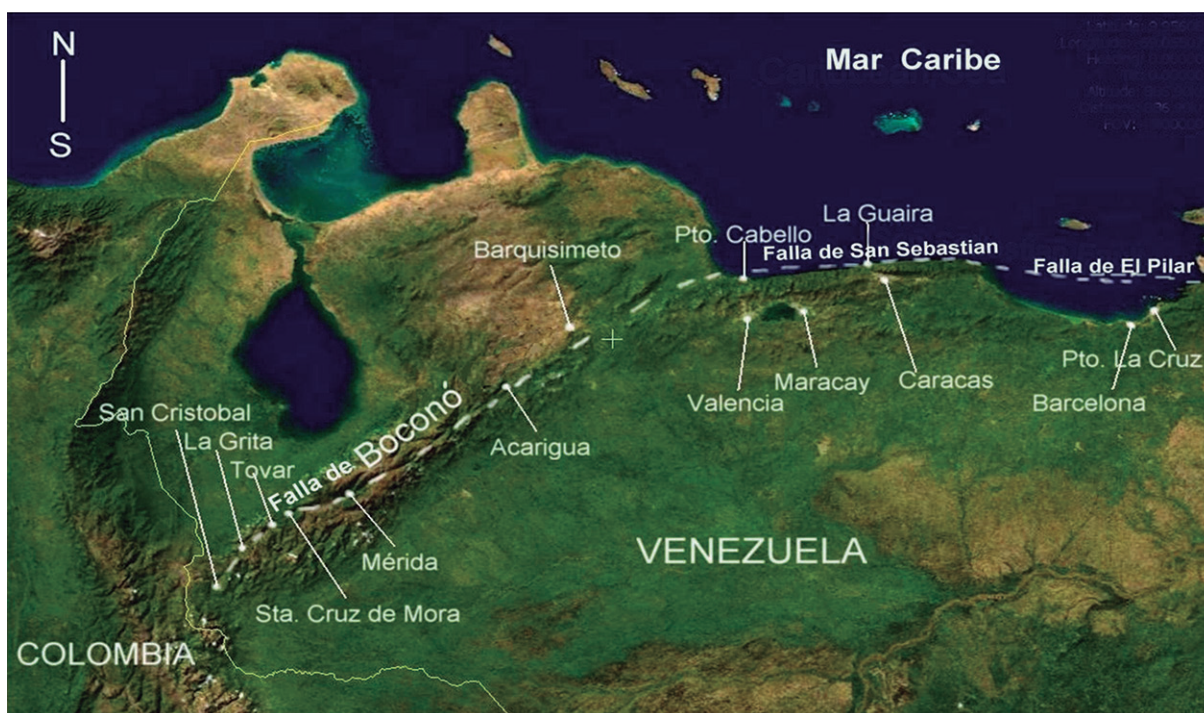 N
S
Mar Caribe
La Guaira
Pto. Cabello
Falla de San Sebastian
Barquisimeto
Falla de El Pilar
Pto. La Cruz
Maracay
Caracas
Valencia
Barcelona
San Cristobal
La Grita
Tovar
Falla de Boconó
Acarigua
Mérida
VENEZUELA
Sta. Cruz de Mora
COLOMBIA